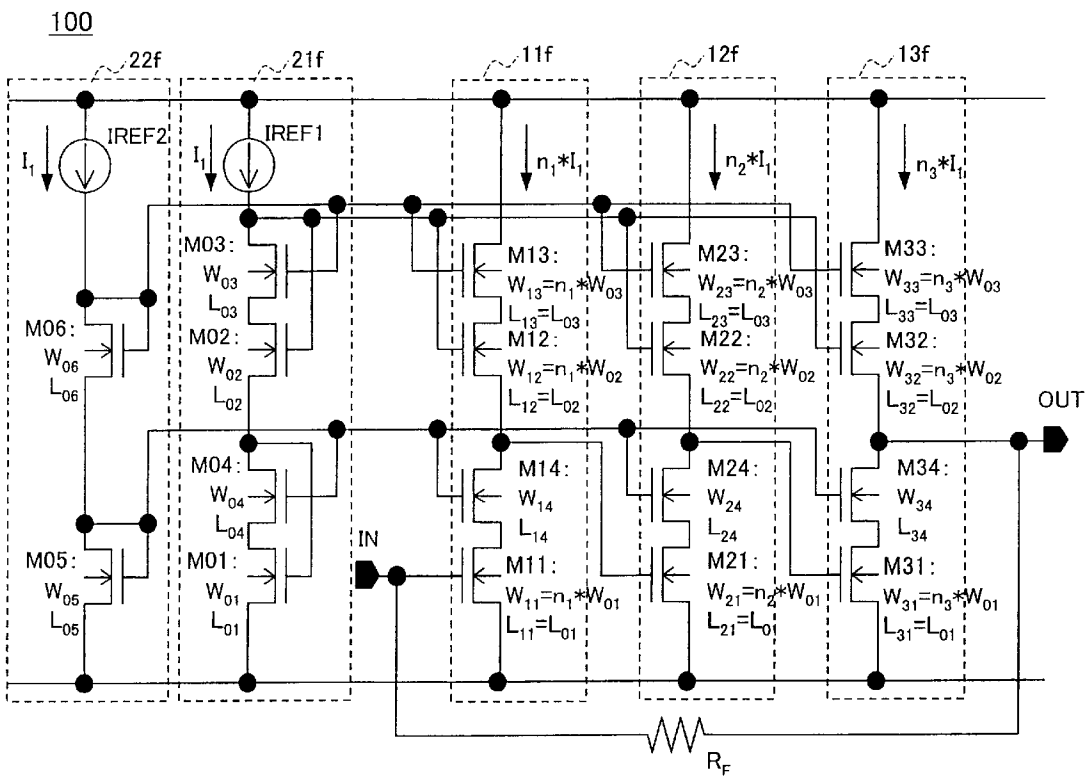 100
22f
21f
11f
12f
13f
IREF2
I₁
IREF1
I₁
n₁*I₁
n₂*I₁
n₃*I₁
M03:
W₀₃
L₀₃
M02:
W₀₂
L₀₂
M13:
W₁₃=n₁*W₀₃
L₁₃=L₀₃
M12:
W₁₂=n₁*W₀₂
L₁₂=L₀₂
M23:
W₂₃=n₂*W₀₃
L₂₃=L₀₃
M22:
W₂₂=n₂*W₀₂
L₂₂=L₀₂
M33:
W₃₃=n₃*W₀₃
L₃₃=L₀₃
M32:
W₃₂=n₃*W₀₂
L₃₂=L₀₂
M06:
W₀₆
L₀₆
OUT
M05:
W₀₅
L₀₅
M04:
W₀₄
L₀₄
M01:
W₀₁
L₀₁
IN
M14:
W₁₄
L₁₄
M11:
W₁₁=n₁*W₀₁
L₁₁=L₀₁
M24:
W₂₄
L₂₄
M21:
W₂₁=n₂*W₀₁
L₂₁=L₀₁
M34:
W₃₄
L₃₄
M31:
W₃₁=n₃*W₀₁
L₃₁=L₀₁
R_F